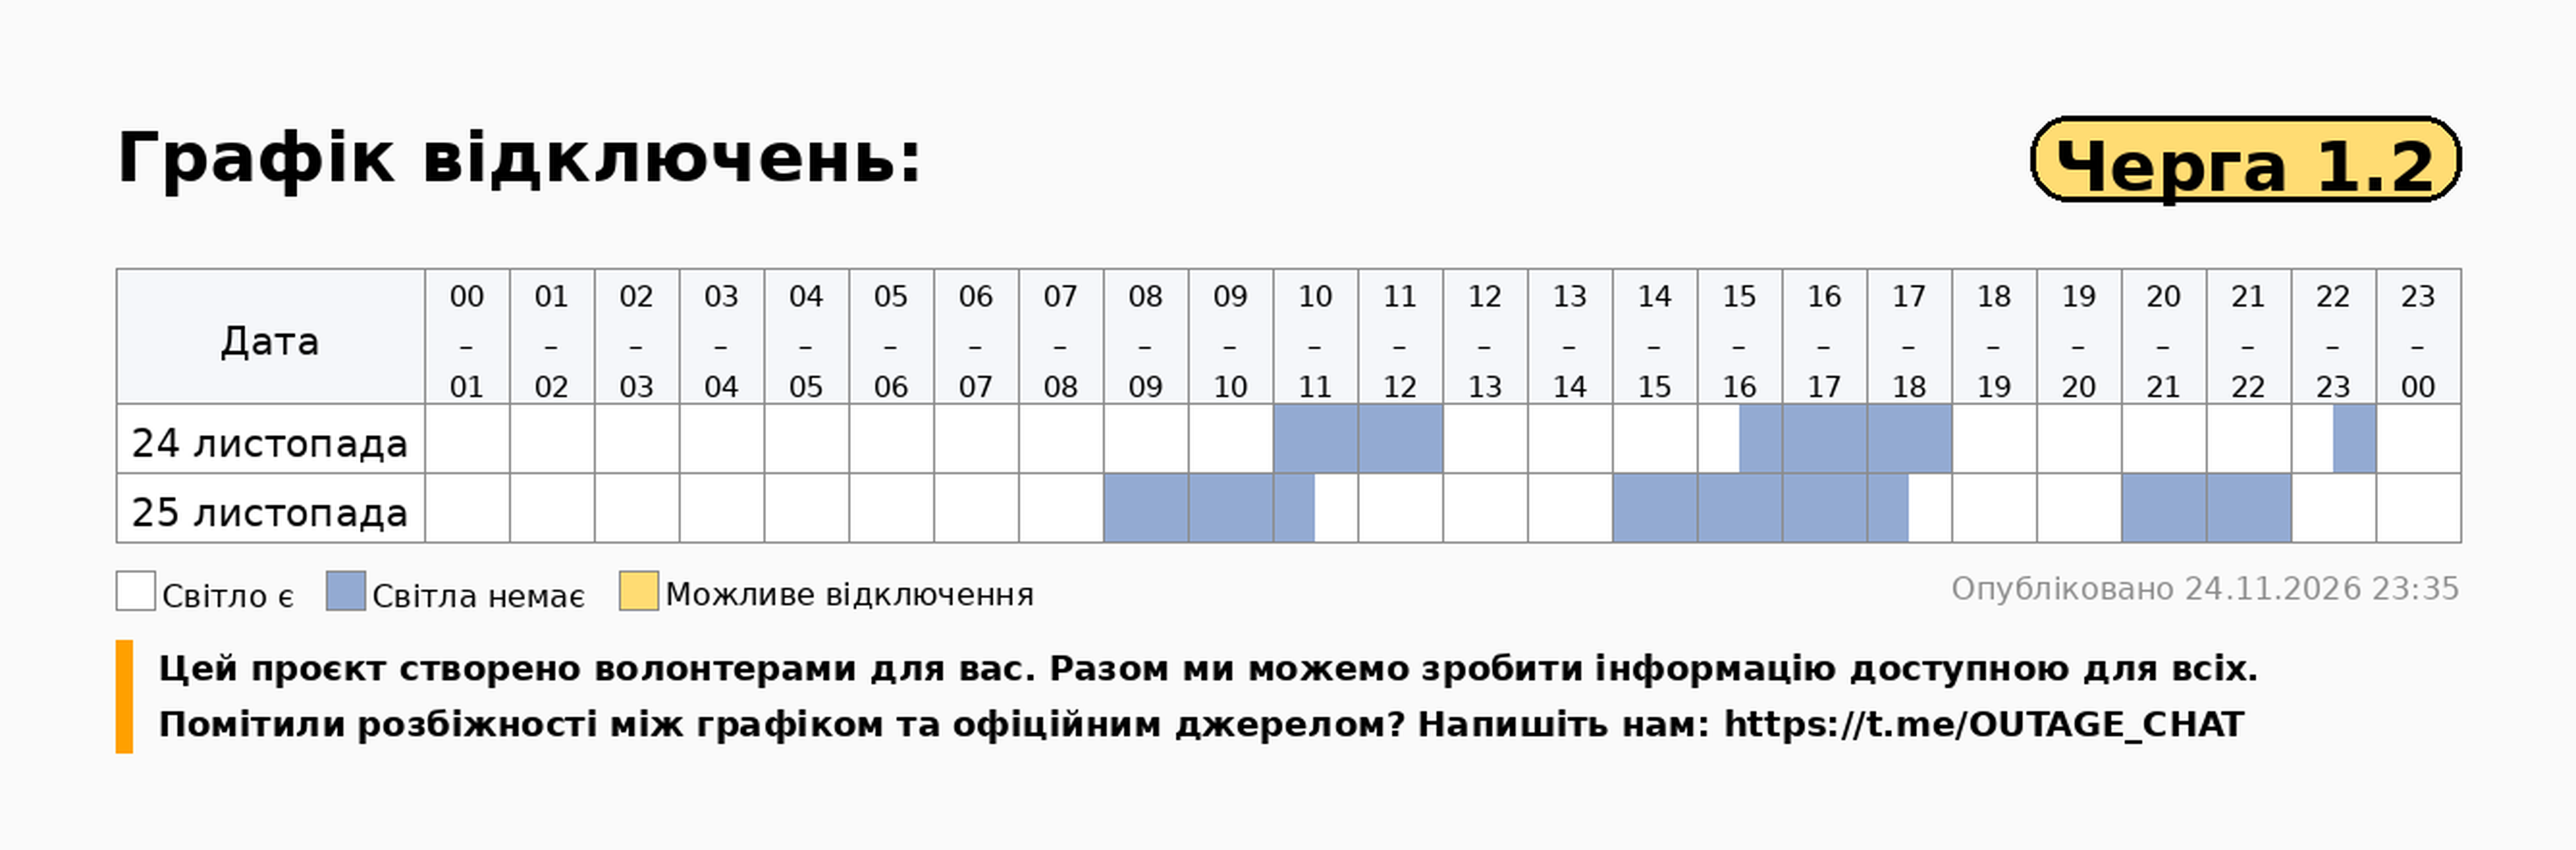 Графік відключень:
Черга 1.2
Дата 00 – 01 01 – 02 02 – 03 03 – 04 04 – 05 05 – 06 06 – 07 07 – 08 08 – 09 09 – 10 10 – 11 11 – 12 12 – 13 13 – 14 14 – 15 15 – 16 16 – 17 17 – 18 18 – 19 19 – 20 20 – 21 21 – 22 22 – 23 23 – 00
24 листопада
25 листопада
Світло є Світла немає Можливе відключення
Опубліковано 24.11.2026 23:35
Цей проєкт створено волонтерами для вас. Разом ми можемо зробити інформацію доступною для всіх.
Помітили розбіжності між графіком та офіційним джерелом? Напишіть нам: https://t.me/OUTAGE_CHAT